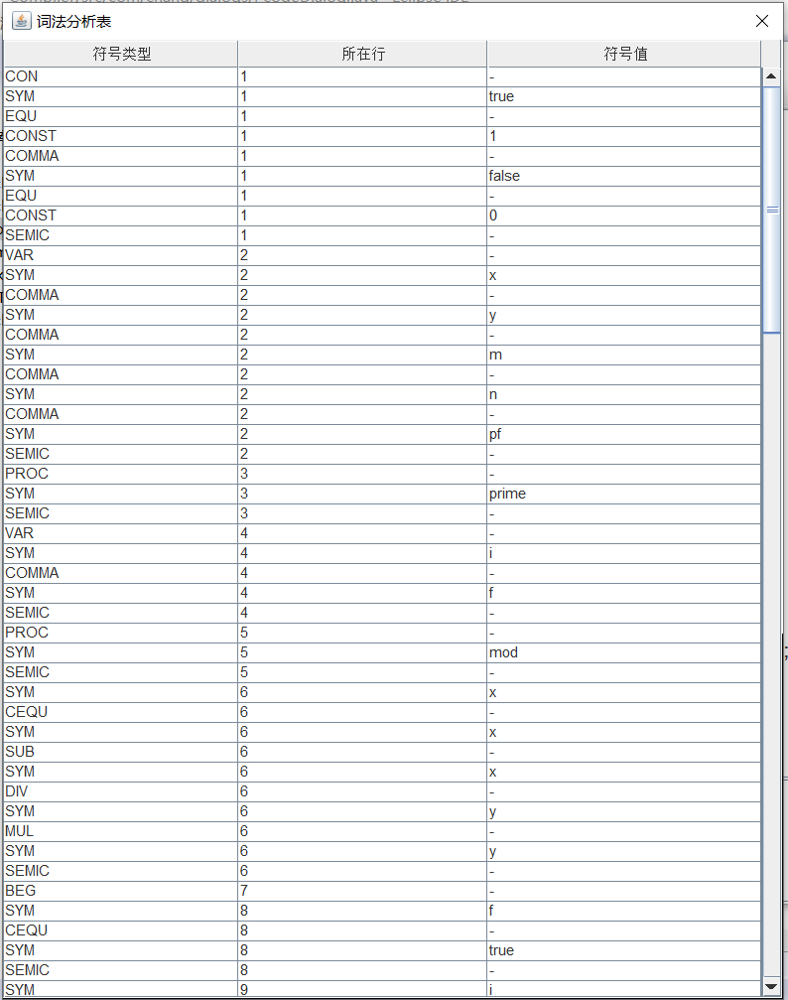 词法分析表
符号类型 所在行 符号值
CON 1 -
SYM 1 true
EQU 1 -
CONST 1 1
COMMA 1 -
SYM 1 false
EQU 1 -
CONST 1 0
SEMIC 1 -
VAR 2 -
SYM 2 x
COMMA 2 -
SYM 2 y
COMMA 2 -
SYM 2 m
COMMA 2 -
SYM 2 n
COMMA 2 -
SYM 2 pf
SEMIC 2 -
PROC 3 -
SYM 3 prime
SEMIC 3 -
VAR 4 -
SYM 4 i
COMMA 4 -
SYM 4 f
SEMIC 4 -
PROC 5 -
SYM 5 mod
SEMIC 5 -
SYM 6 x
CEQU 6 -
SYM 6 x
SUB 6 -
SYM 6 x
DIV 6 -
SYM 6 y
MUL 6 -
SYM 6 y
SEMIC 6 -
BEG 7 -
SYM 8 f
CEQU 8 -
SYM 8 true
SEMIC 8 -
SYM 9 i